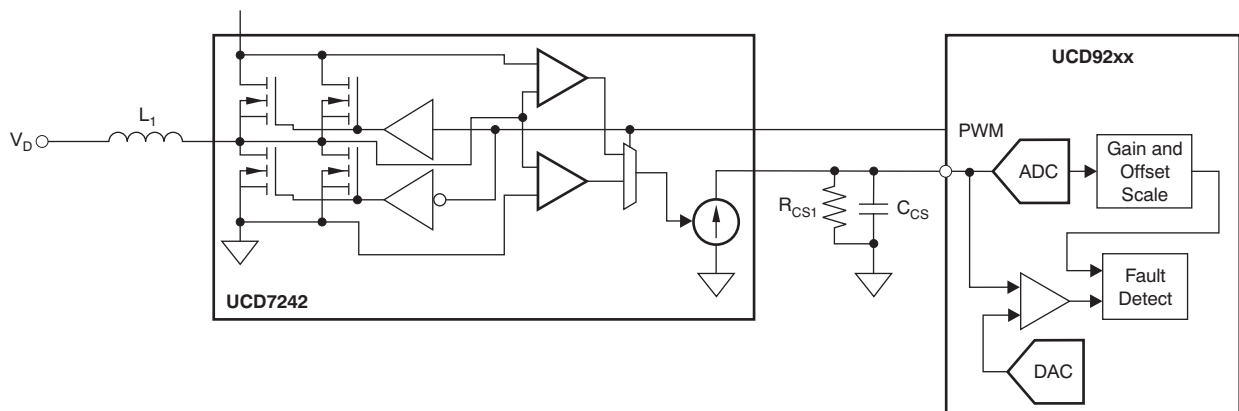 UCD92xx
L1
VD
PWM
ADC
Gain and
Offset
Scale
RCS1
CCS
UCD7242
Fault
Detect
DAC